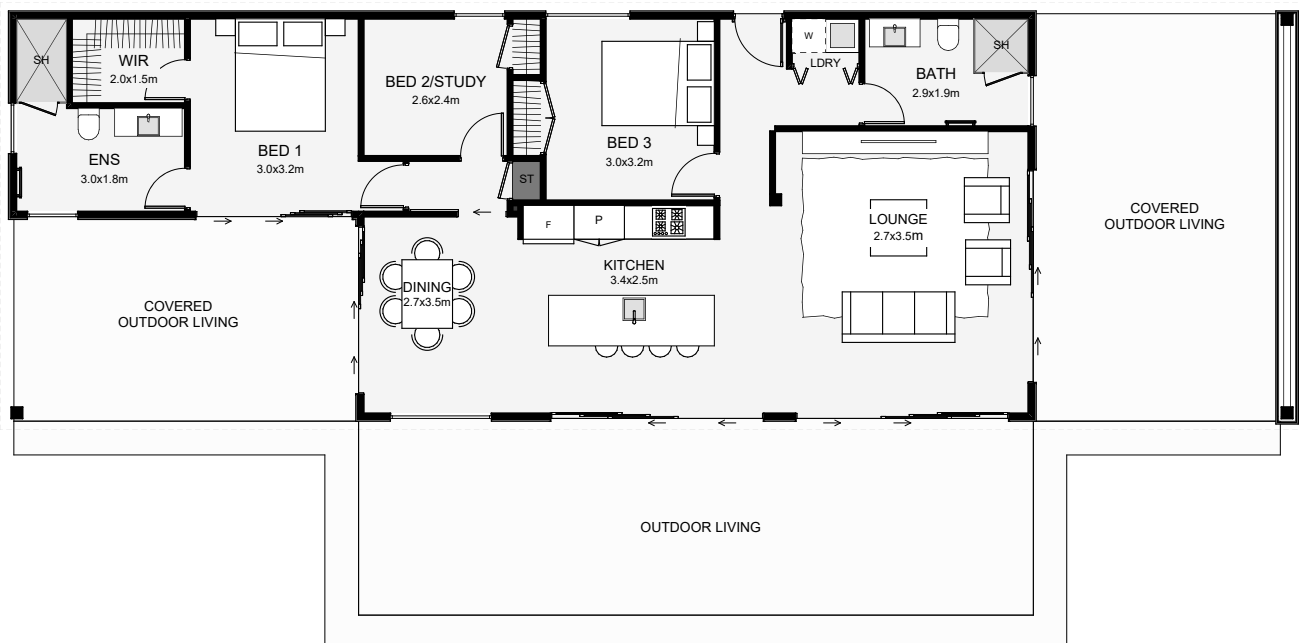 SH
WIR
2.0x1.5m
BED 2/STUDY
2.6x2.4m
W
LDRY
SH
BATH
2.9x1.9m
ENS
3.0x1.8m
BED 1
3.0x3.2m
BED 3
3.0x3.2m
ST
F
P
LOUNGE
2.7x3.5m
COVERED
OUTDOOR LIVING
KITCHEN
3.4x2.5m
DINING
2.7x3.5m
COVERED
OUTDOOR LIVING
OUTDOOR LIVING